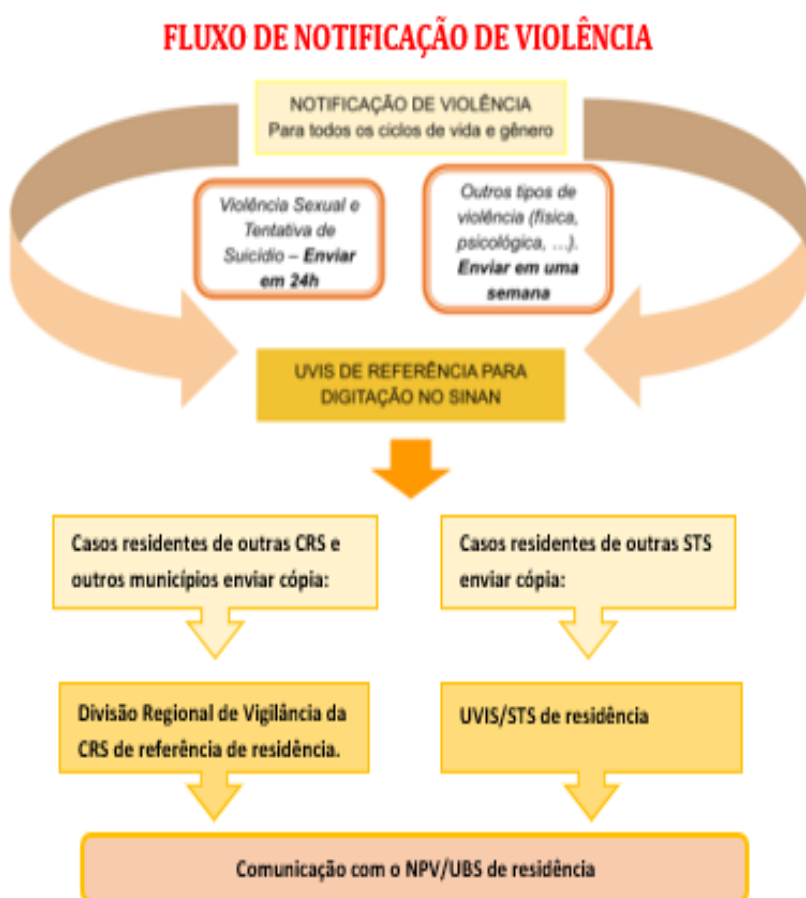 FLUXO DE NOTIFICAÇÃO DE VIOLÊNCIA
NOTIFICAÇÃO DE VIOLÊNCIA
Para todos os ciclos de vida e gênero
Violência Sexual e
Tentativa de
Suicídio – Enviar
em 24h
Outros tipos de
violência (física,
psicológica, ...).
Enviar em uma
semana
UVIS DE REFERÊNCIA PARA
DIGITAÇÃO NO SINAN
Casos residentes de outras CRS e
outros municípios enviar cópia:
Casos residentes de outras STS
enviar cópia:
Divisão Regional de Vigilância da
CRS de referência de residência.
UVIS/STS de residência
Comunicação com o NPV/UBS de residência